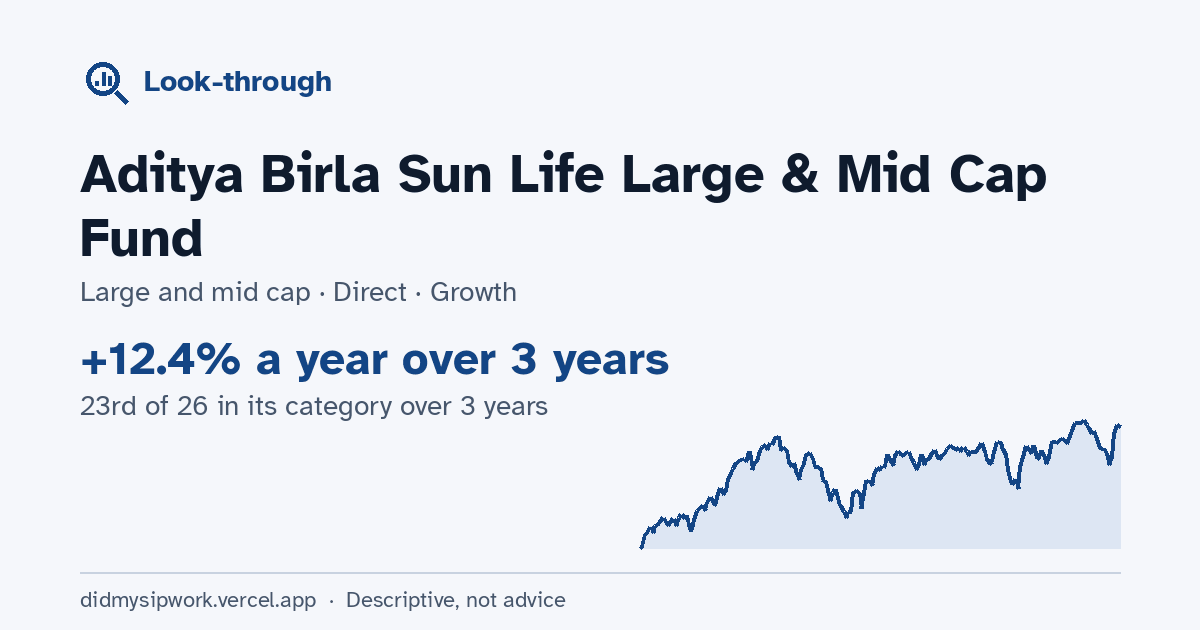 Look-through
Aditya Birla Sun Life Large & Mid Cap
Fund
Large and mid cap · Direct · Growth
+12.4% a year over 3 years
23rd of 26 in its category over 3 years
didmysipwork.vercel.app · Descriptive, not advice